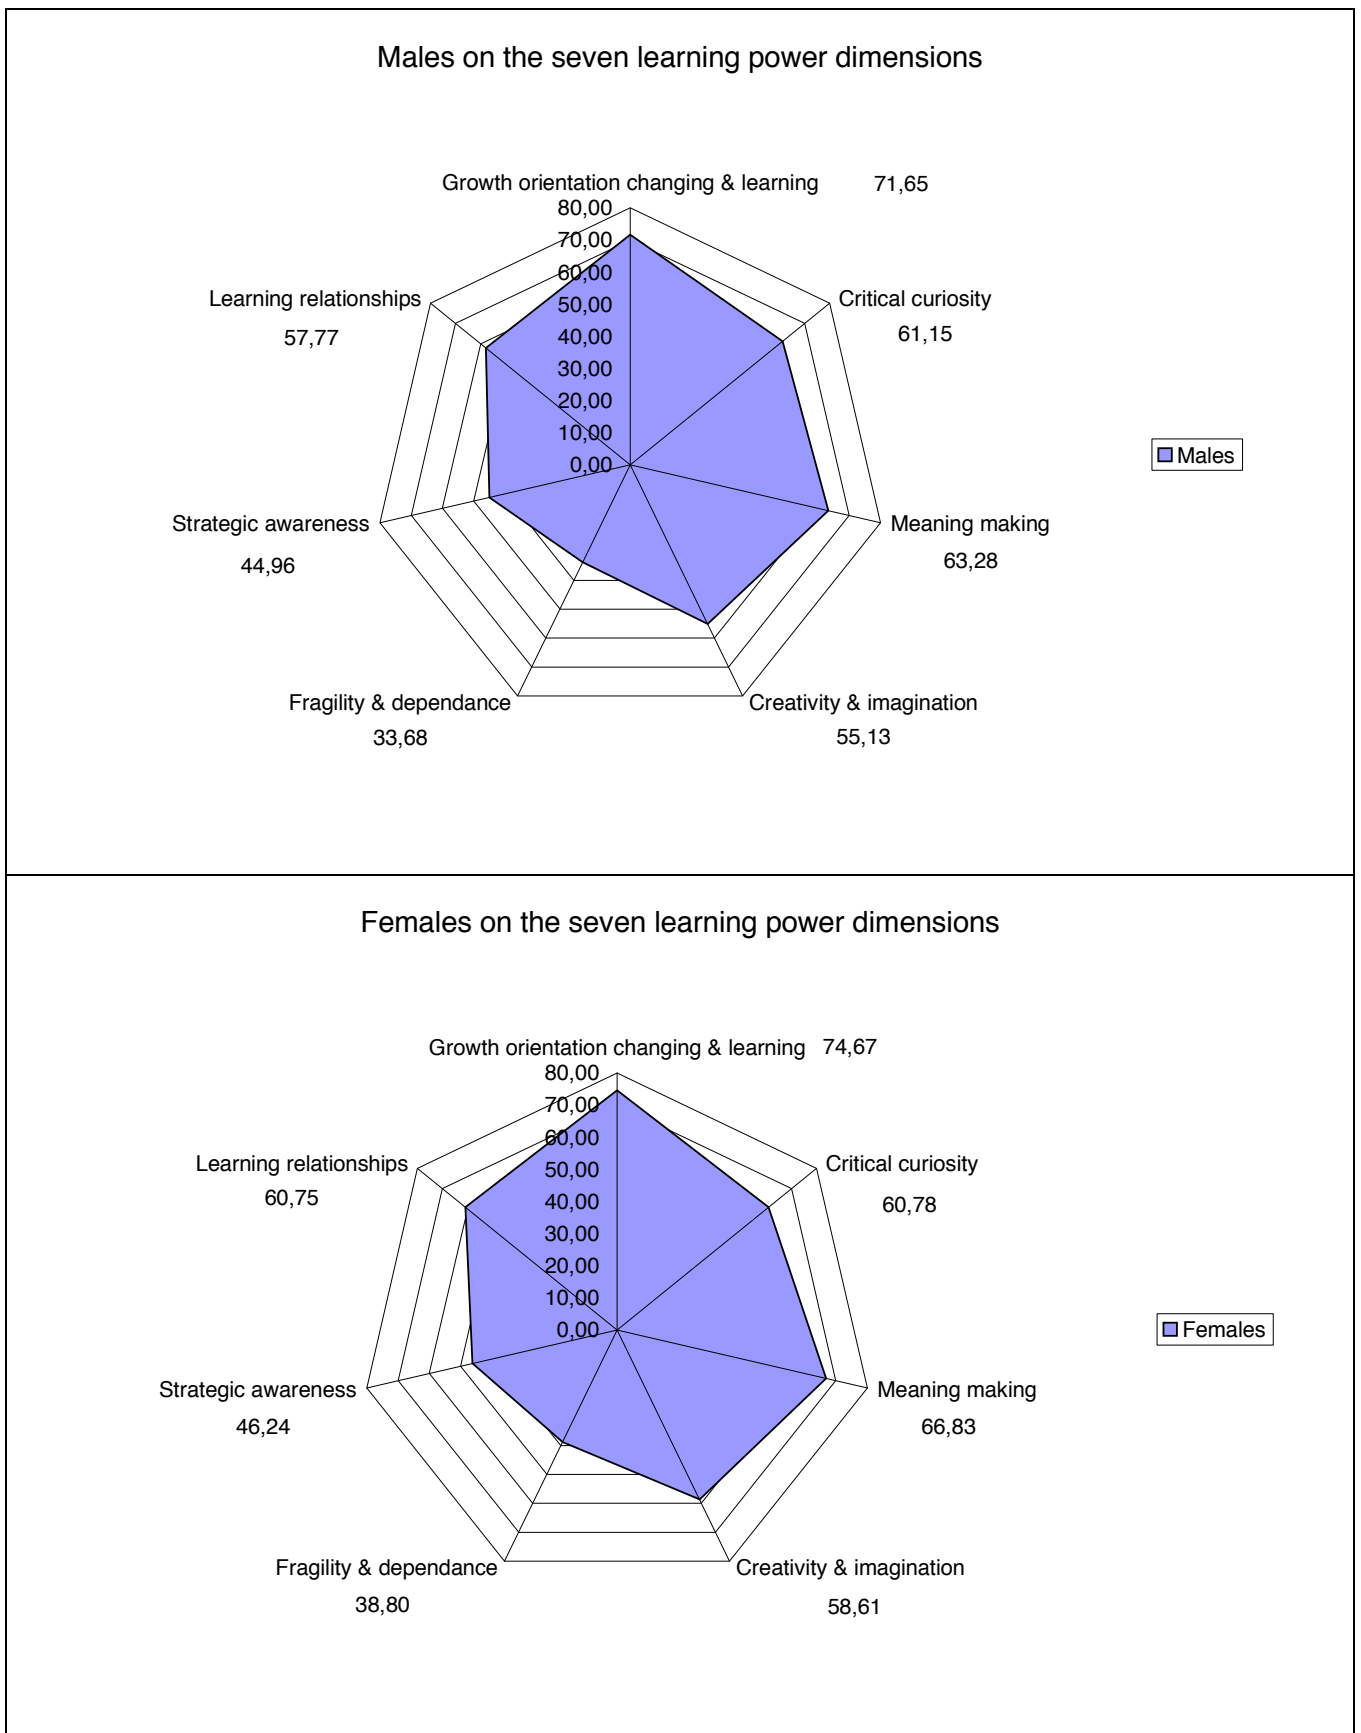 Males on the seven learning power dimensions
Growth orientation changing & learning 71,65
80,00
70,00
60,00
50,00
40,00
30,00
20,00
10,00
0,00
Learning relationships
57,77
Critical curiosity
61,15
Males
Strategic awareness
44,96
Meaning making
63,28
Fragility & dependance
33,68
Creativity & imagination
55,13
Females on the seven learning power dimensions
Growth orientation changing & learning 74,67
80,00
70,00
60,00
50,00
40,00
30,00
20,00
10,00
0,00
Learning relationships
60,75
Critical curiosity
60,78
Females
Strategic awareness
46,24
Meaning making
66,83
Fragility & dependance
38,80
Creativity & imagination
58,61